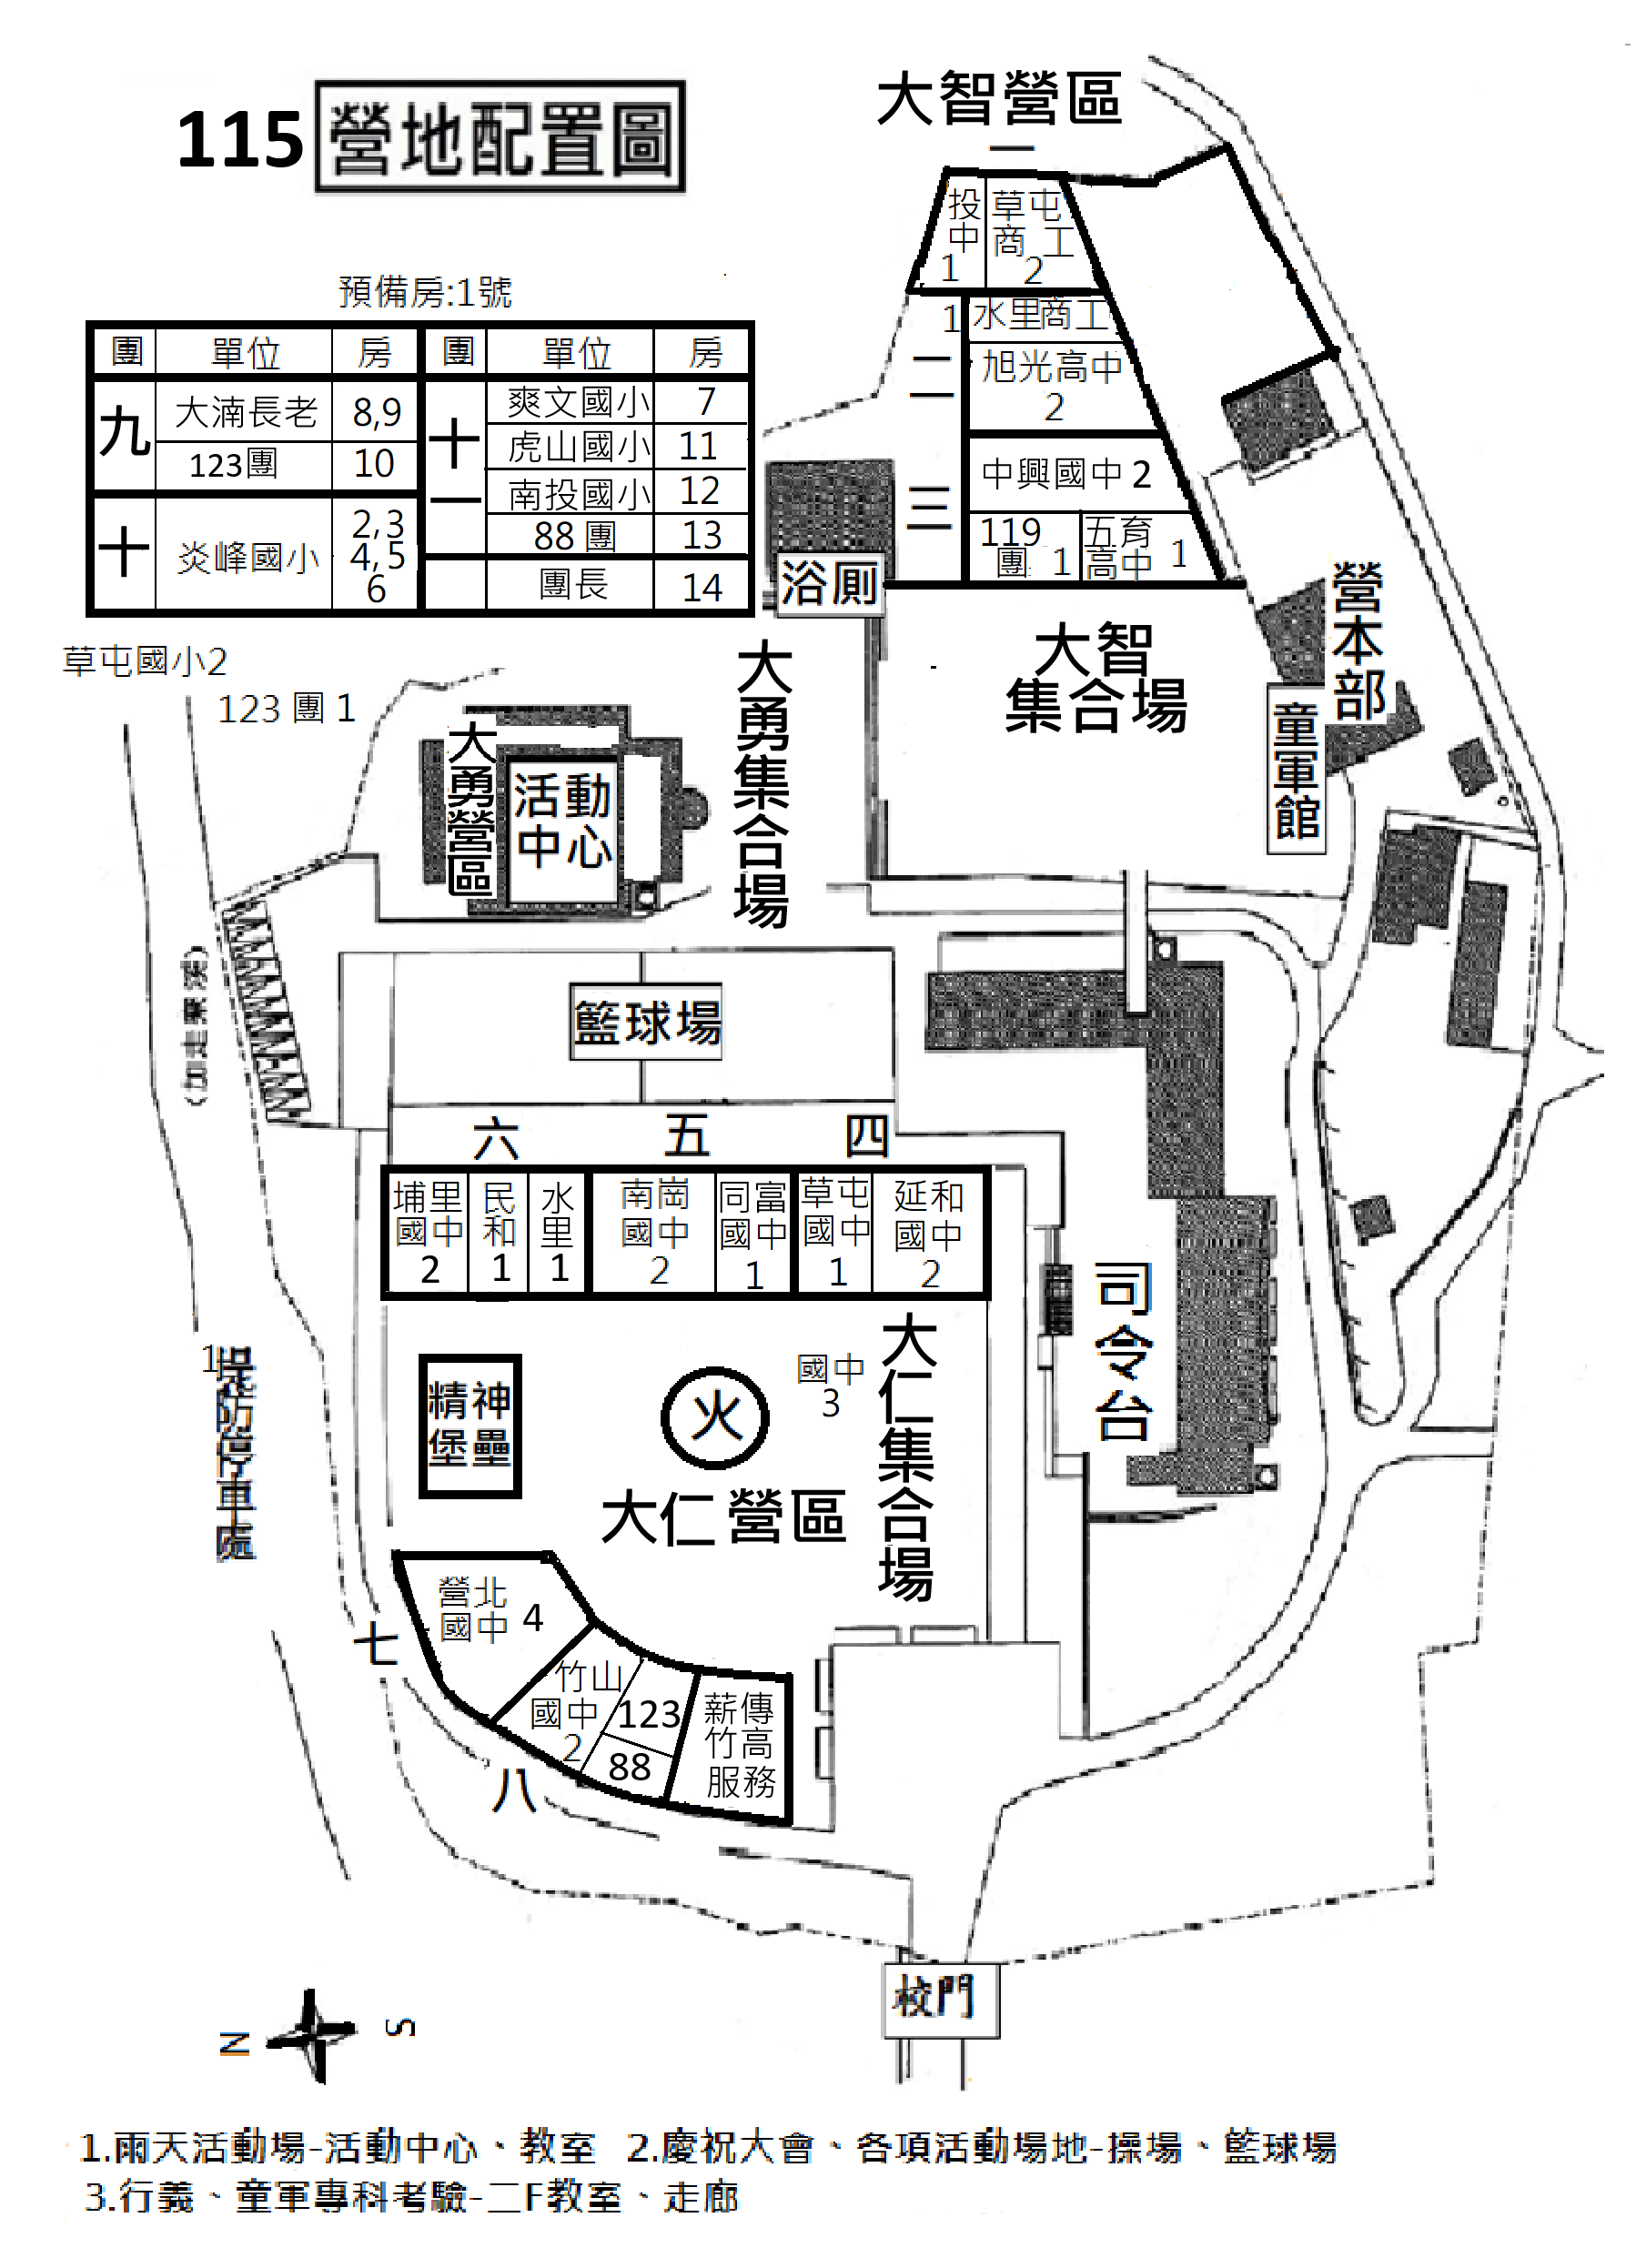 115 營地配置圖
預備房:1號
團 單位 房 團 單位 房
九 大湳長老 8,9
123團 10
十 炎峰國小 2,3
4,5
6
十一 爽文國小 7
虎山國小 11
南投國小 12
88 團 13
團長 14
草屯國小2
123 團 1
大智營區
一
投中
1
草屯
商 工
2
1 水里商工
二
旭光高中
2
三
中興國中 2
119
團 1
五育
高中 1
浴廁
大智
集合場
營本部
童軍館
大勇集合場
大勇營區
活動
中心
(加走寮溪)
籃球場
六 五 四
埔里
國中
2
民和
1
水里
1
南崗
國中
2
同富
國中
1
草屯
國中
1
延和
國中
2
司令台
精神
堡壘
火
國中
3
大仁集合場
大仁 營區
1
堤防停車區
營北
國中 4
七
竹山
國中
2
123
88
薪傳
竹高
服務
八
校門
N S
1.雨天活動場-活動中心、教室 2.慶祝大會、各項活動場地-操場、籃球場
3.行義、童軍專科考驗-二F教室、走廊